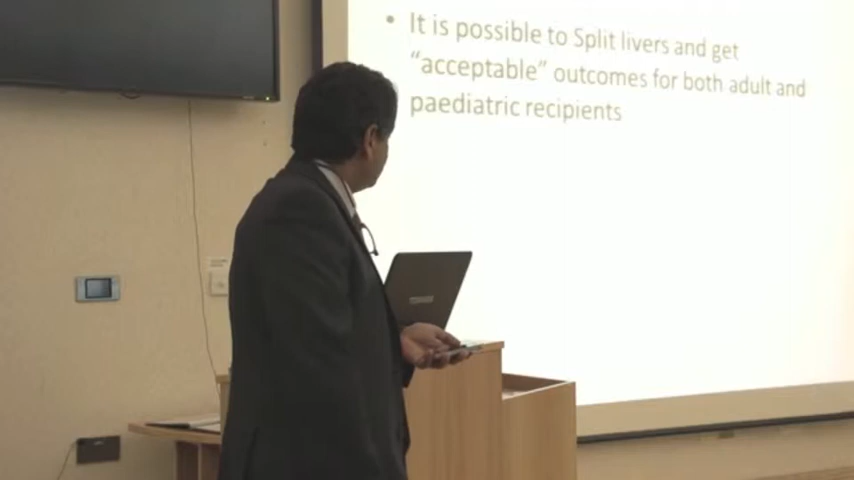 • It is possible to Split livers and get
“acceptable” outcomes for both adult and
paediatric recipients